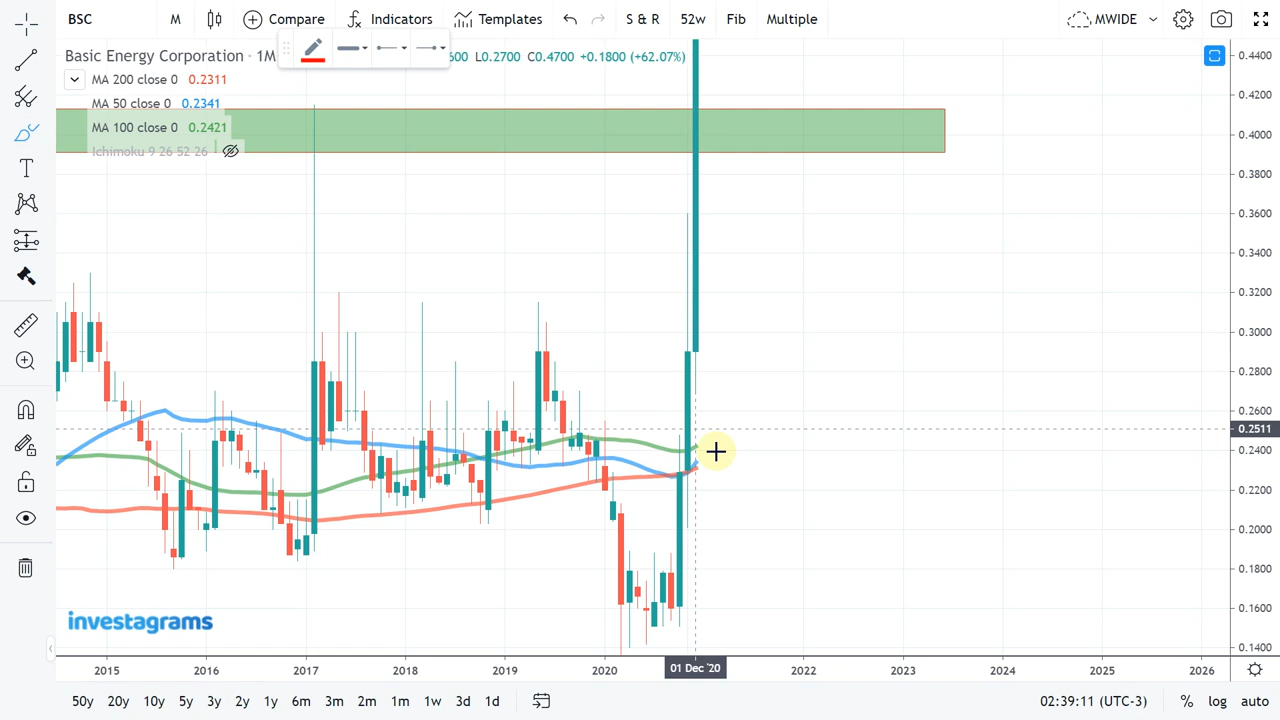 BSC M Compare Indicators Templates S & R 52w Fib Multiple MWIDE
Basic Energy Corporation · 1M 600 L0.2700 C0.4700 +0.1800 (+62.07%)
MA 200 close 0 0.2311
MA 50 close 0 0.2341
MA 100 close 0 0.2421
Ichimoku 9 26 52 26
0.4400
0.4200
0.4000
0.3800
0.3600
0.3400
0.3200
0.3000
0.2800
0.2600
0.2511
0.2400
0.2200
0.2000
0.1800
0.1600
0.1400
investagrams
2015 2016 2017 2018 2019 2020 01 Dec '20 2022 2023 2024 2025 2026
50y 20y 10y 5y 3y 2y 1y 6m 3m 2m 1m 1w 3d 1d 02:39:11 (UTC-3) % log auto